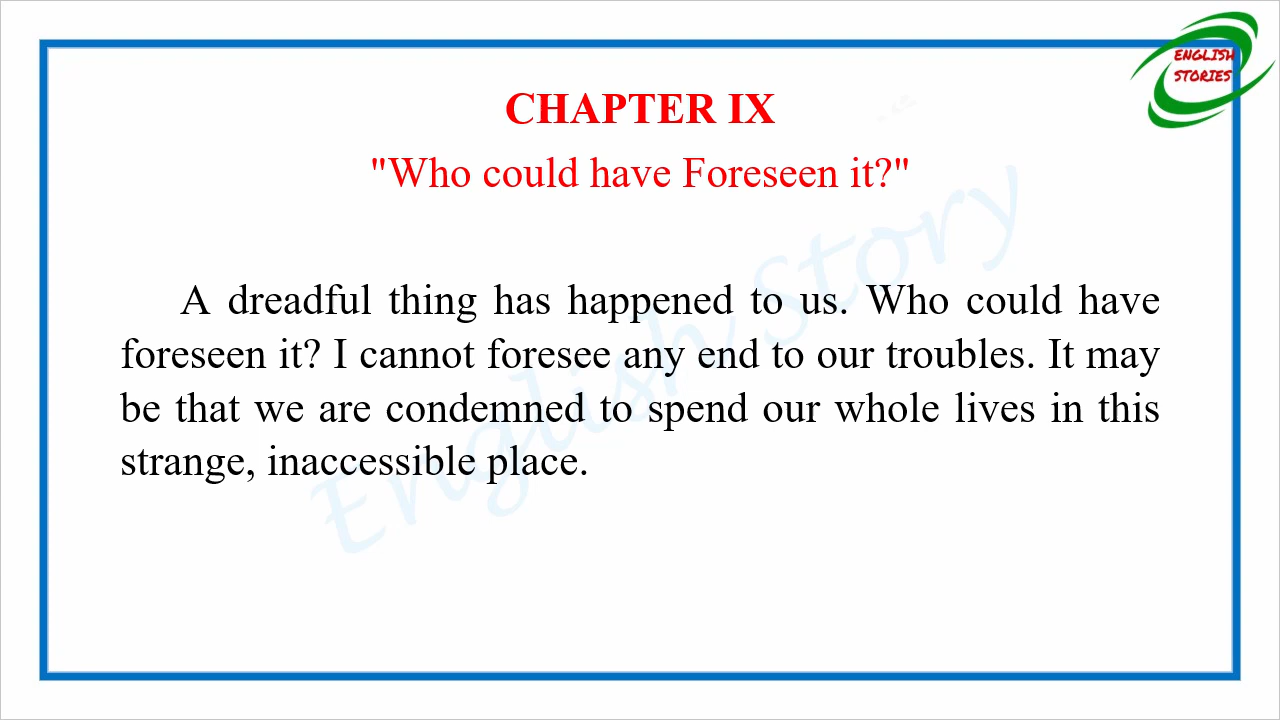 ENGLISH
STORIES
CHAPTER IX
"Who could have Foreseen it?"
A dreadful thing has happened to us. Who could have
foreseen it? I cannot foresee any end to our troubles. It may
be that we are condemned to spend our whole lives in this
strange, inaccessible place.
English Story